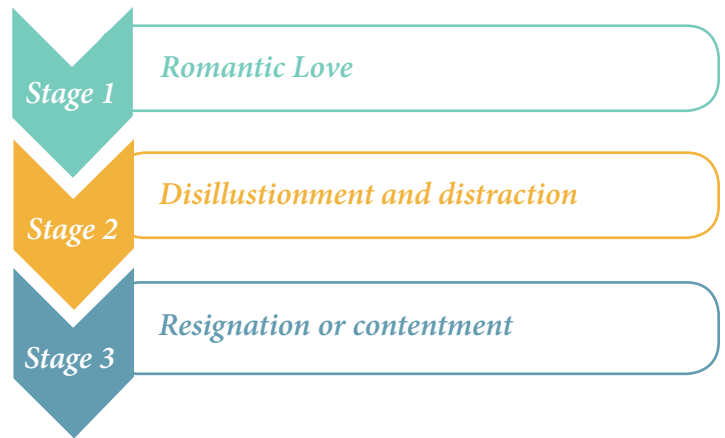 Stage 1
Romantic Love
Stage 2
Disillustionment and distraction
Stage 3
Resignation or contentment